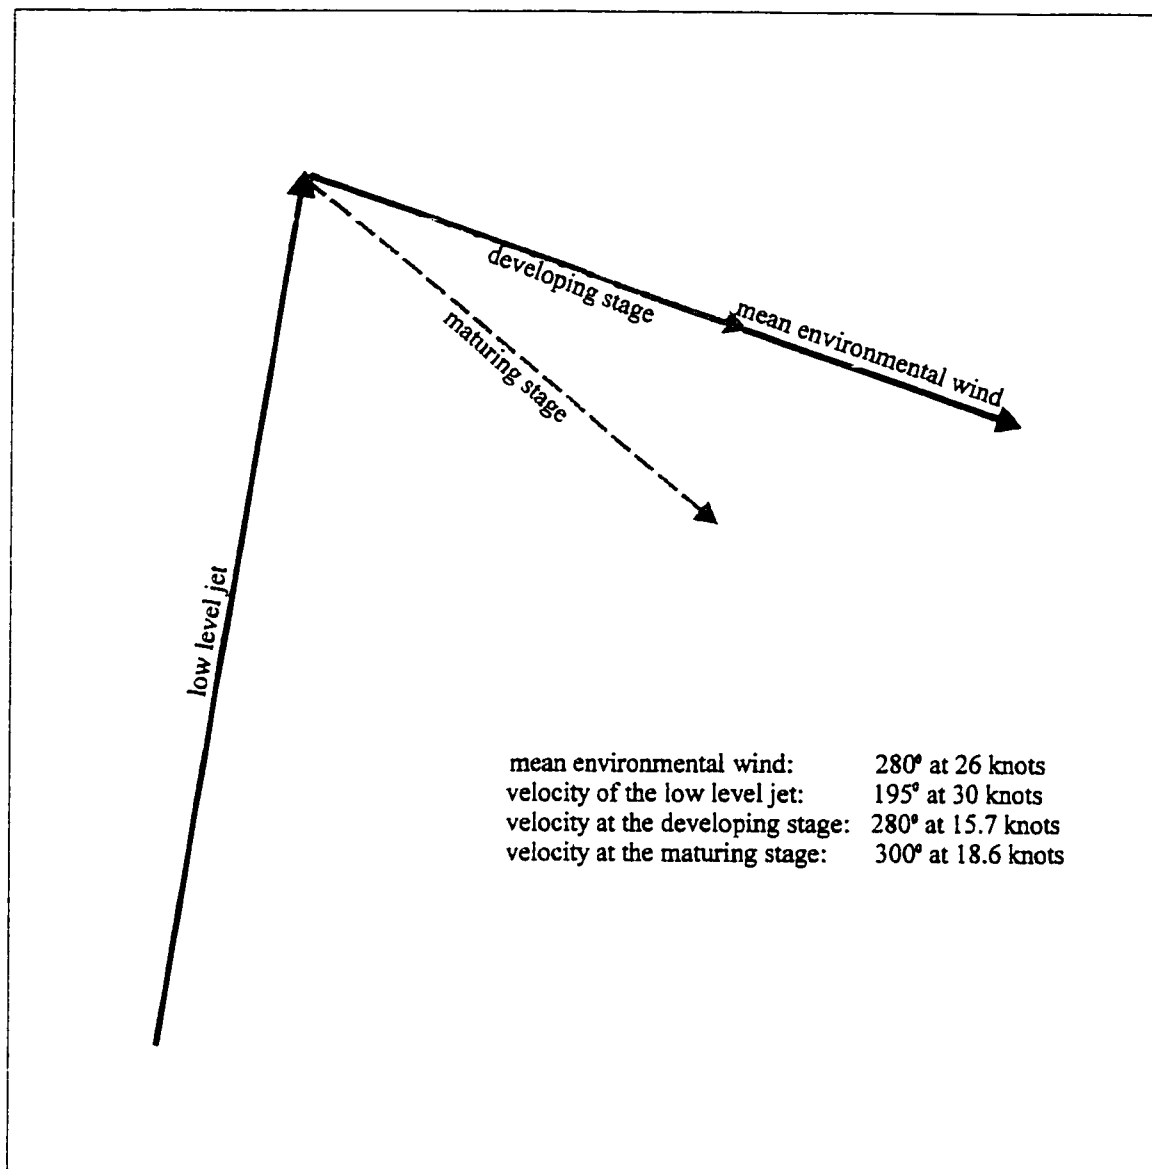 developing stage
mean environmental wind
maturing stage
low level jet
mean environmental wind: 280° at 26 knots
velocity of the low level jet: 195° at 30 knots
velocity at the developing stage: 280° at 15.7 knots
velocity at the maturing stage: 300° at 18.6 knots